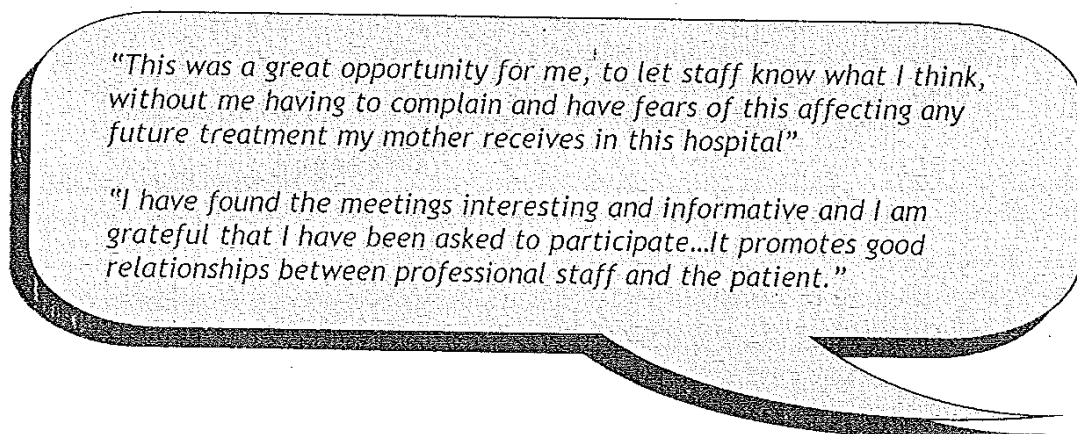 "This was a great opportunity for me, to let staff know what I think,
without me having to complain and have fears of this affecting any
future treatment my mother receives in this hospital"
"I have found the meetings interesting and informative and I am
grateful that I have been asked to participate...It promotes good
relationships between professional staff and the patient."